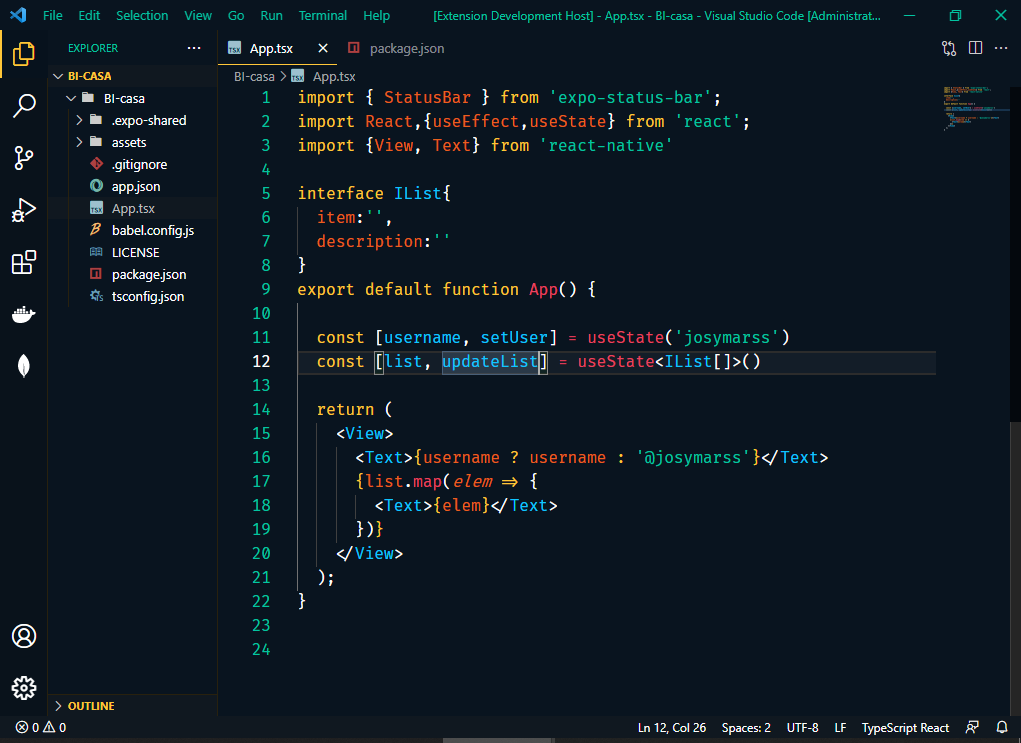 File Edit Selection View Go Run Terminal Help [Extension Development Host] - App.tsx - BI-casa - Visual Studio Code [Administrat...
EXPLORER ...
App.tsx
package.json
BI-CASA
BI-casa > App.tsx
BI-casa
.expo-shared
assets
.gitignore
app.json
App.tsx
babel.config.js
LICENSE
package.json
tsconfig.json
1 import { StatusBar } from 'expo-status-bar';
2 import React,{useEffect,useState} from 'react';
3 import {View, Text} from 'react-native'
4
5 interface IList{
6 item:'',
7 description:''
8 }
9 export default function App() {
10
11 const [username, setUser] = useState('josymarss')
12 const [list, updateList] = useState<IList[]>()
13
14 return (
15 <View>
16 <Text>{username ? username : '@josymarss'}</Text>
17 {list.map(elem => {
18 <Text>{elem}</Text>
19 })}
20 </View>
21 );
22 }
23
24
OUTLINE
0 0 Ln 12, Col 26 Spaces: 2 UTF-8 LF TypeScript React